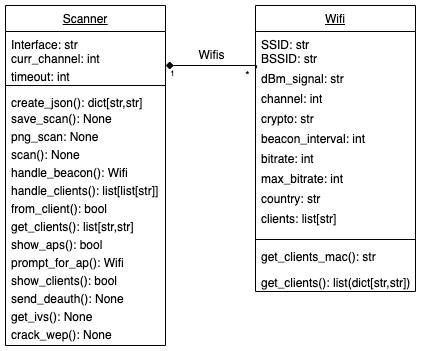 Scanner
Interface: str
curr_channel: int
timeout: int
create_json(): dict[str,str]
save_scan(): None
png_scan: None
scan(): None
handle_beacon(): Wifi
handle_clients(): list[list[str]]
from_client(): bool
get_clients(): list[str,str]
show_aps(): bool
prompt_for_ap(): Wifi
show_clients(): bool
send_deauth(): None
get_ivs(): None
crack_wep(): None
Wifis
1
*
Wifi
SSID: str
BSSID: str
dBm_signal: str
channel: int
crypto: str
beacon_interval: int
bitrate: int
max_bitrate: int
country: str
clients: list[str]
get_clients_mac(): str
get_clients(): list(dict[str,str])